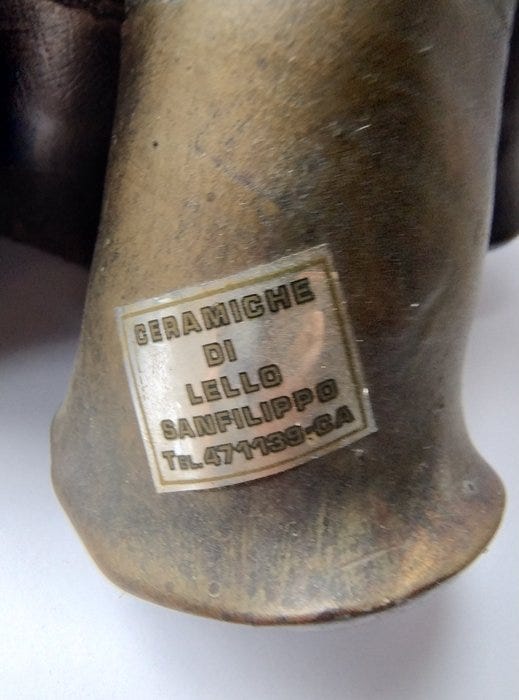 CERAMICHE
DI
LELLO
SANFILIPPO
TEL.471139-CA